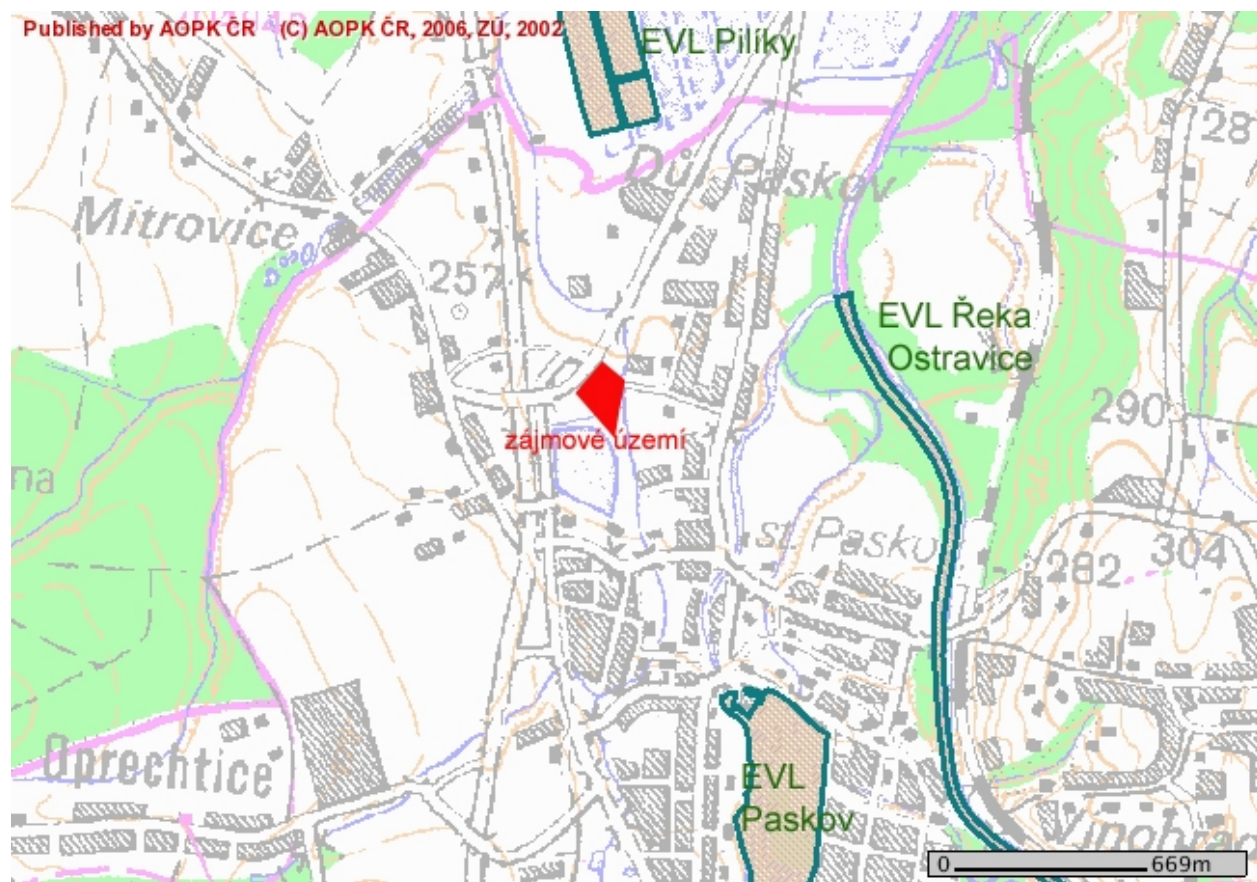 Published by AOPK ČR (C) AOPK ČR, 2006, ZÚ, 2002
EVL Pilíky
28
Důl Paskov
Mitrovice
257
EVL Řeka
Ostravice
290
zájmové území
na
st. Pasko
282
304
Oprechtice
EVL
Paskov
Vinohra
0 669m